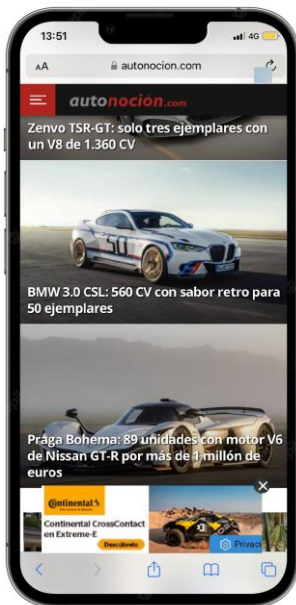 13:51
4G
AA
autonocion.com
autonoción.com
Zenvo TSR-GT: solo tres ejemplares con
un V8 de 1.360 CV
50
BMW 3.0 CSL: 560 CV con sabor retro para
50 ejemplares
Praga Bohema: 89 unidades con motor V6
de Nissan GT-R por más de 1 millón de
euros
Continental
Continental CrossContact
en Extreme-E
Descúbrelo
Privaci